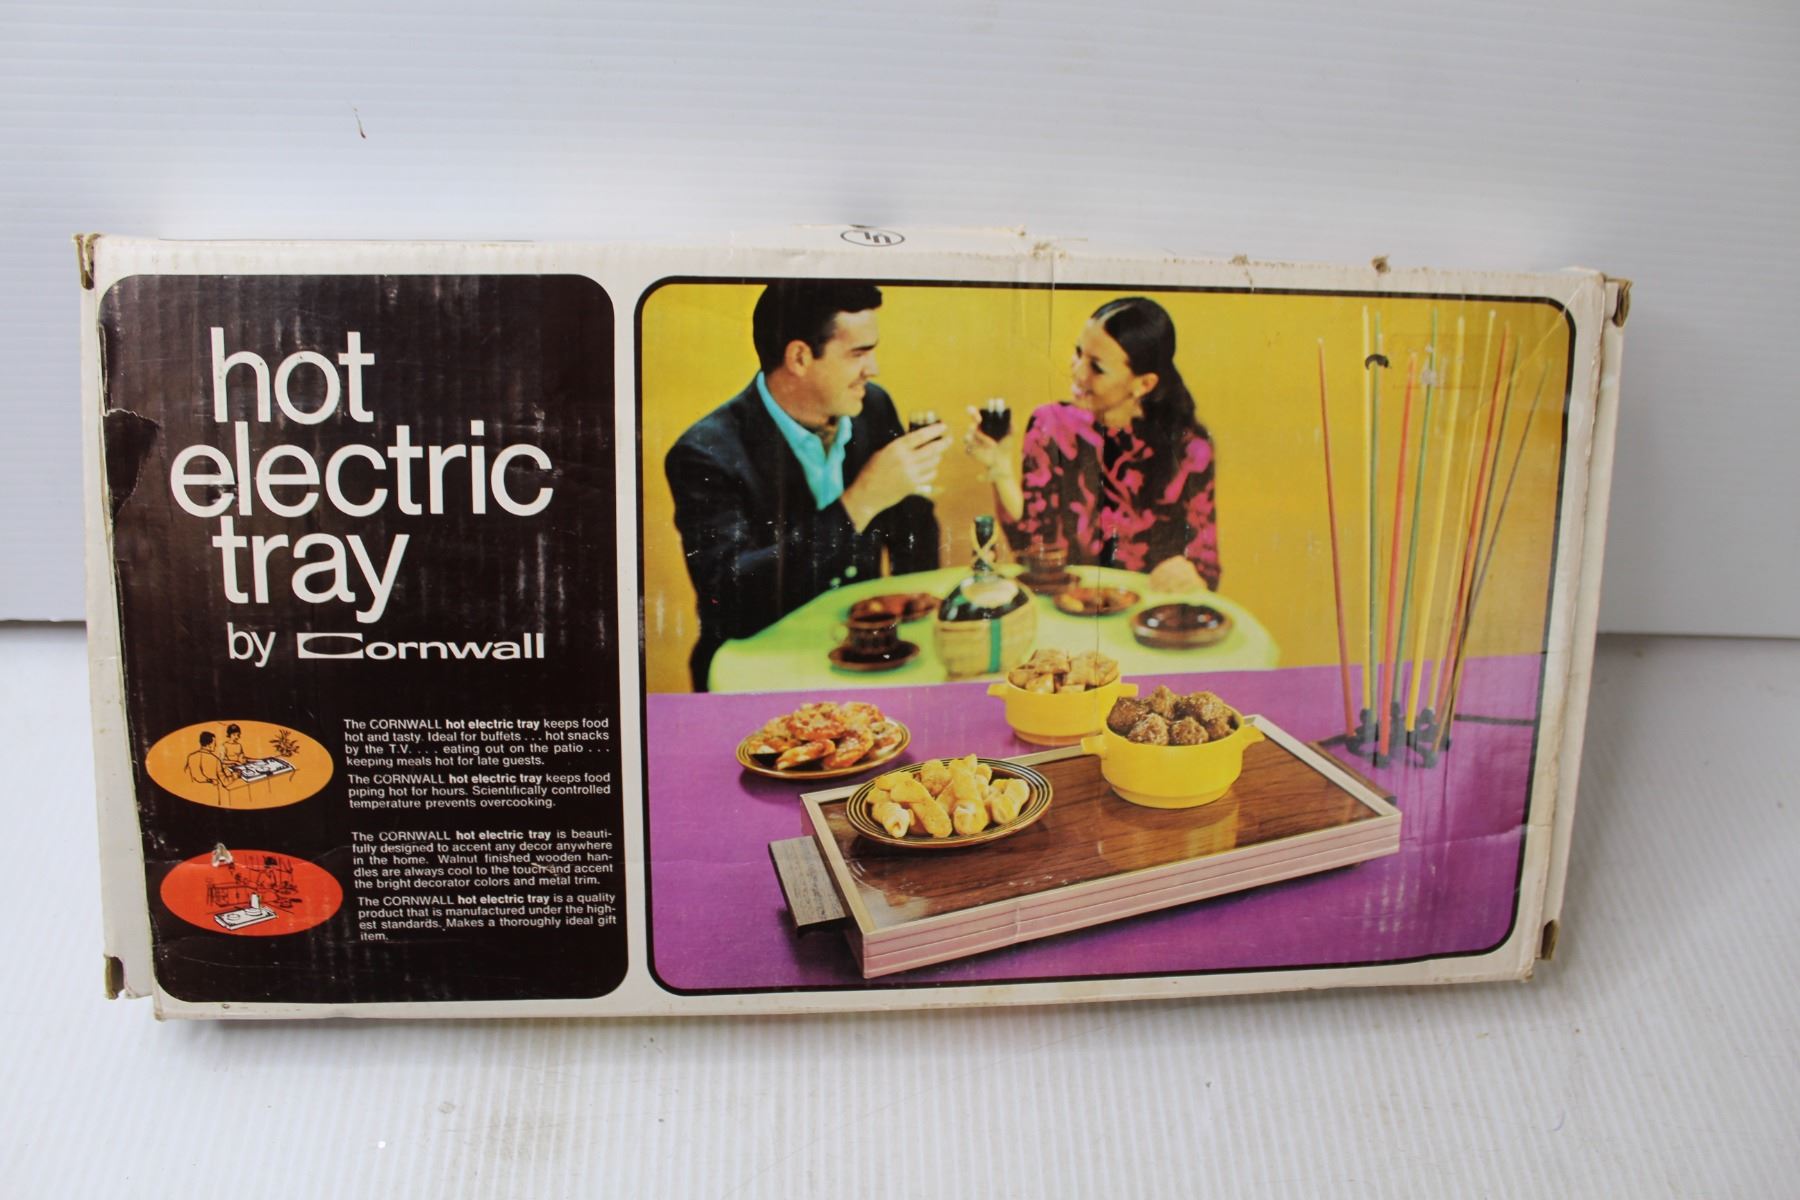 UL
hot
electric
tray
by Cornwall
The CORNWALL hot electric tray keeps food
hot and tasty. Ideal for buffets . . . hot snacks
by the T.V. . . . eating out on the patio . . .
keeping meals hot for late guests.
The CORNWALL hot electric tray keeps food
piping hot for hours. Scientifically controlled
temperature prevents overcooking.
The CORNWALL hot electric tray is beauti-
fully designed to accent any decor anywhere
in the home. Walnut finished wooden han-
dles are always cool to the touch and accent
the bright decorator colors and metal trim.
The CORNWALL hot electric tray is a quality
product that is manufactured under the high-
est standards. Makes a thoroughly ideal gift
item.